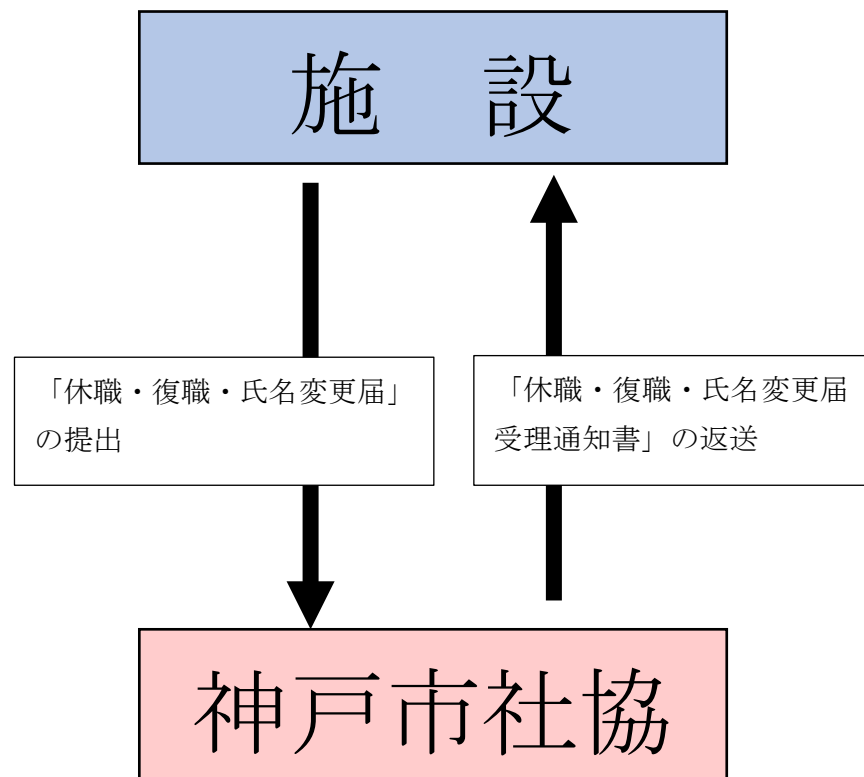 施　設
「休職・復職・氏名変更届」
の提出
「休職・復職・氏名変更届
受理通知書」の返送
神戸市社協